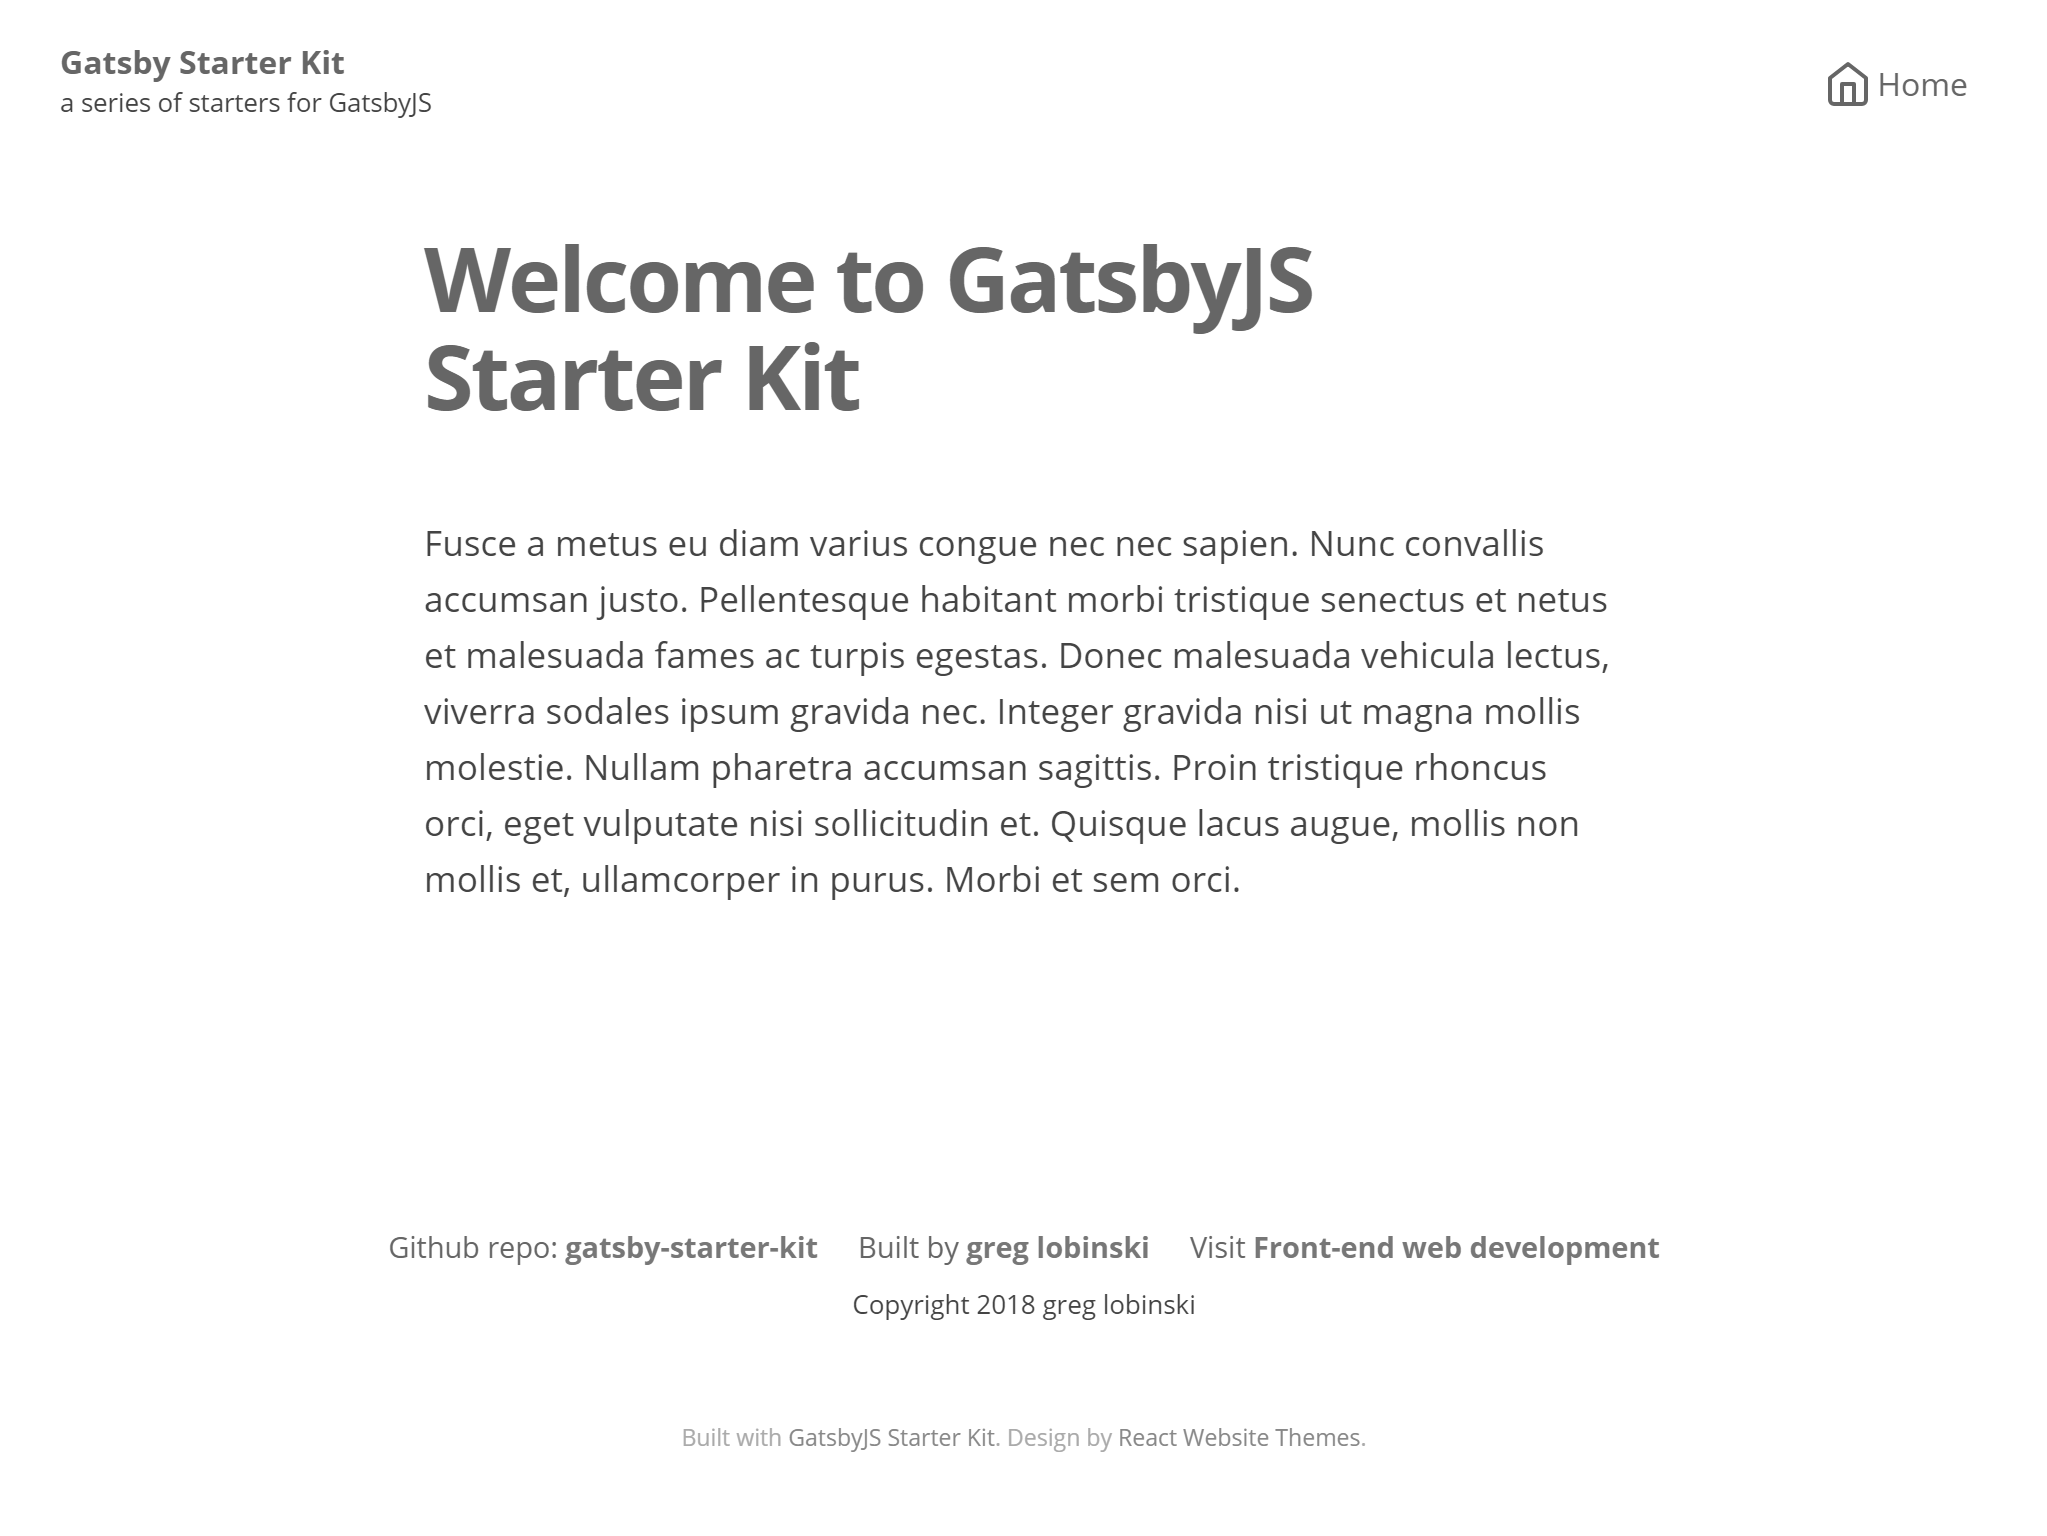 Gatsby Starter Kit
a series of starters for GatsbyJS
Home
Welcome to GatsbyJS
Starter Kit
Fusce a metus eu diam varius congue nec nec sapien. Nunc convallis
accumsan justo. Pellentesque habitant morbi tristique senectus et netus
et malesuada fames ac turpis egestas. Donec malesuada vehicula lectus,
viverra sodales ipsum gravida nec. Integer gravida nisi ut magna mollis
molestie. Nullam pharetra accumsan sagittis. Proin tristique rhoncus
orci, eget vulputate nisi sollicitudin et. Quisque lacus augue, mollis non
mollis et, ullamcorper in purus. Morbi et sem orci.
Github repo: gatsby-starter-kit Built by greg lobinski Visit Front-end web development
Copyright 2018 greg lobinski
Built with GatsbyJS Starter Kit. Design by React Website Themes.